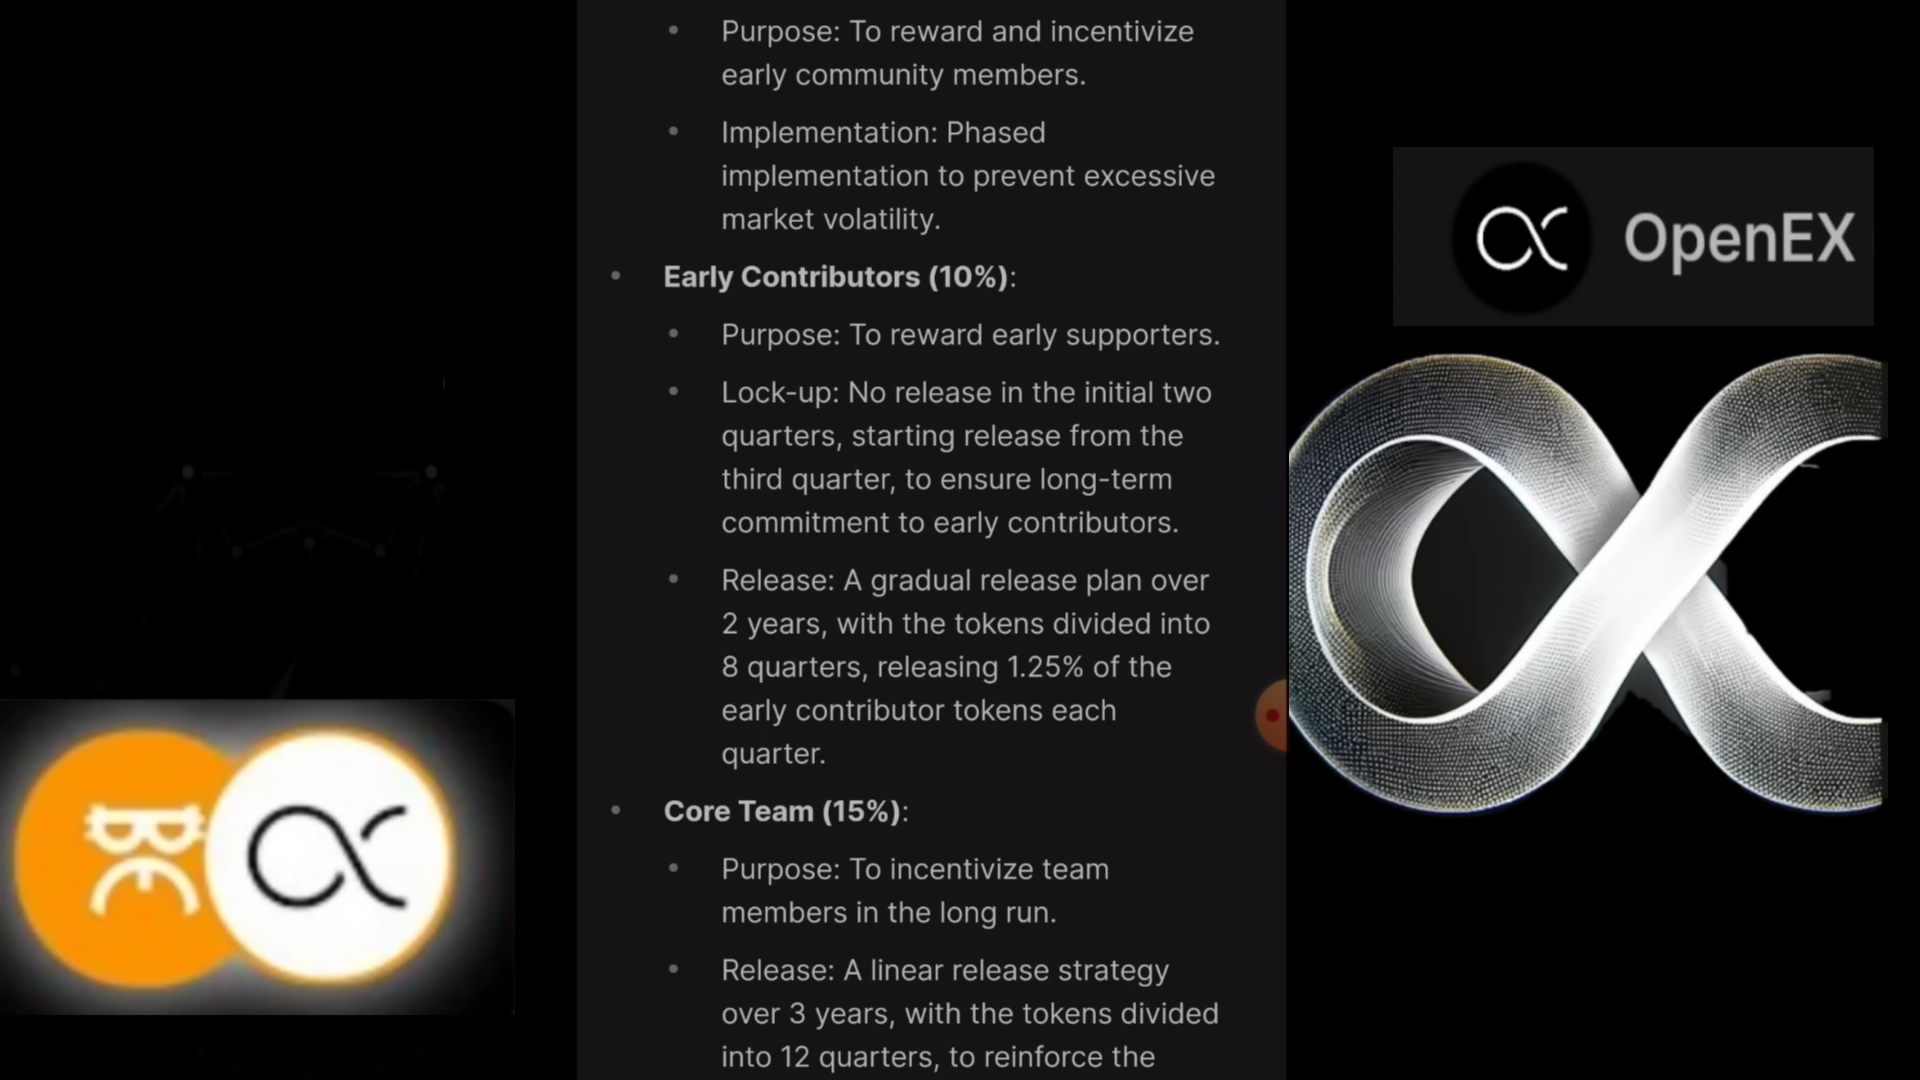 Purpose: To reward and incentivize
early community members.
Implementation: Phased
implementation to prevent excessive
market volatility.
Early Contributors (10%):
Purpose: To reward early supporters.
Lock-up: No release in the initial two
quarters, starting release from the
third quarter, to ensure long-term
commitment to early contributors.
Release: A gradual release plan over
2 years, with the tokens divided into
8 quarters, releasing 1.25% of the
early contributor tokens each
quarter.
Core Team (15%):
Purpose: To incentivize team
members in the long run.
Release: A linear release strategy
over 3 years, with the tokens divided
into 12 quarters, to reinforce the
OpenEX